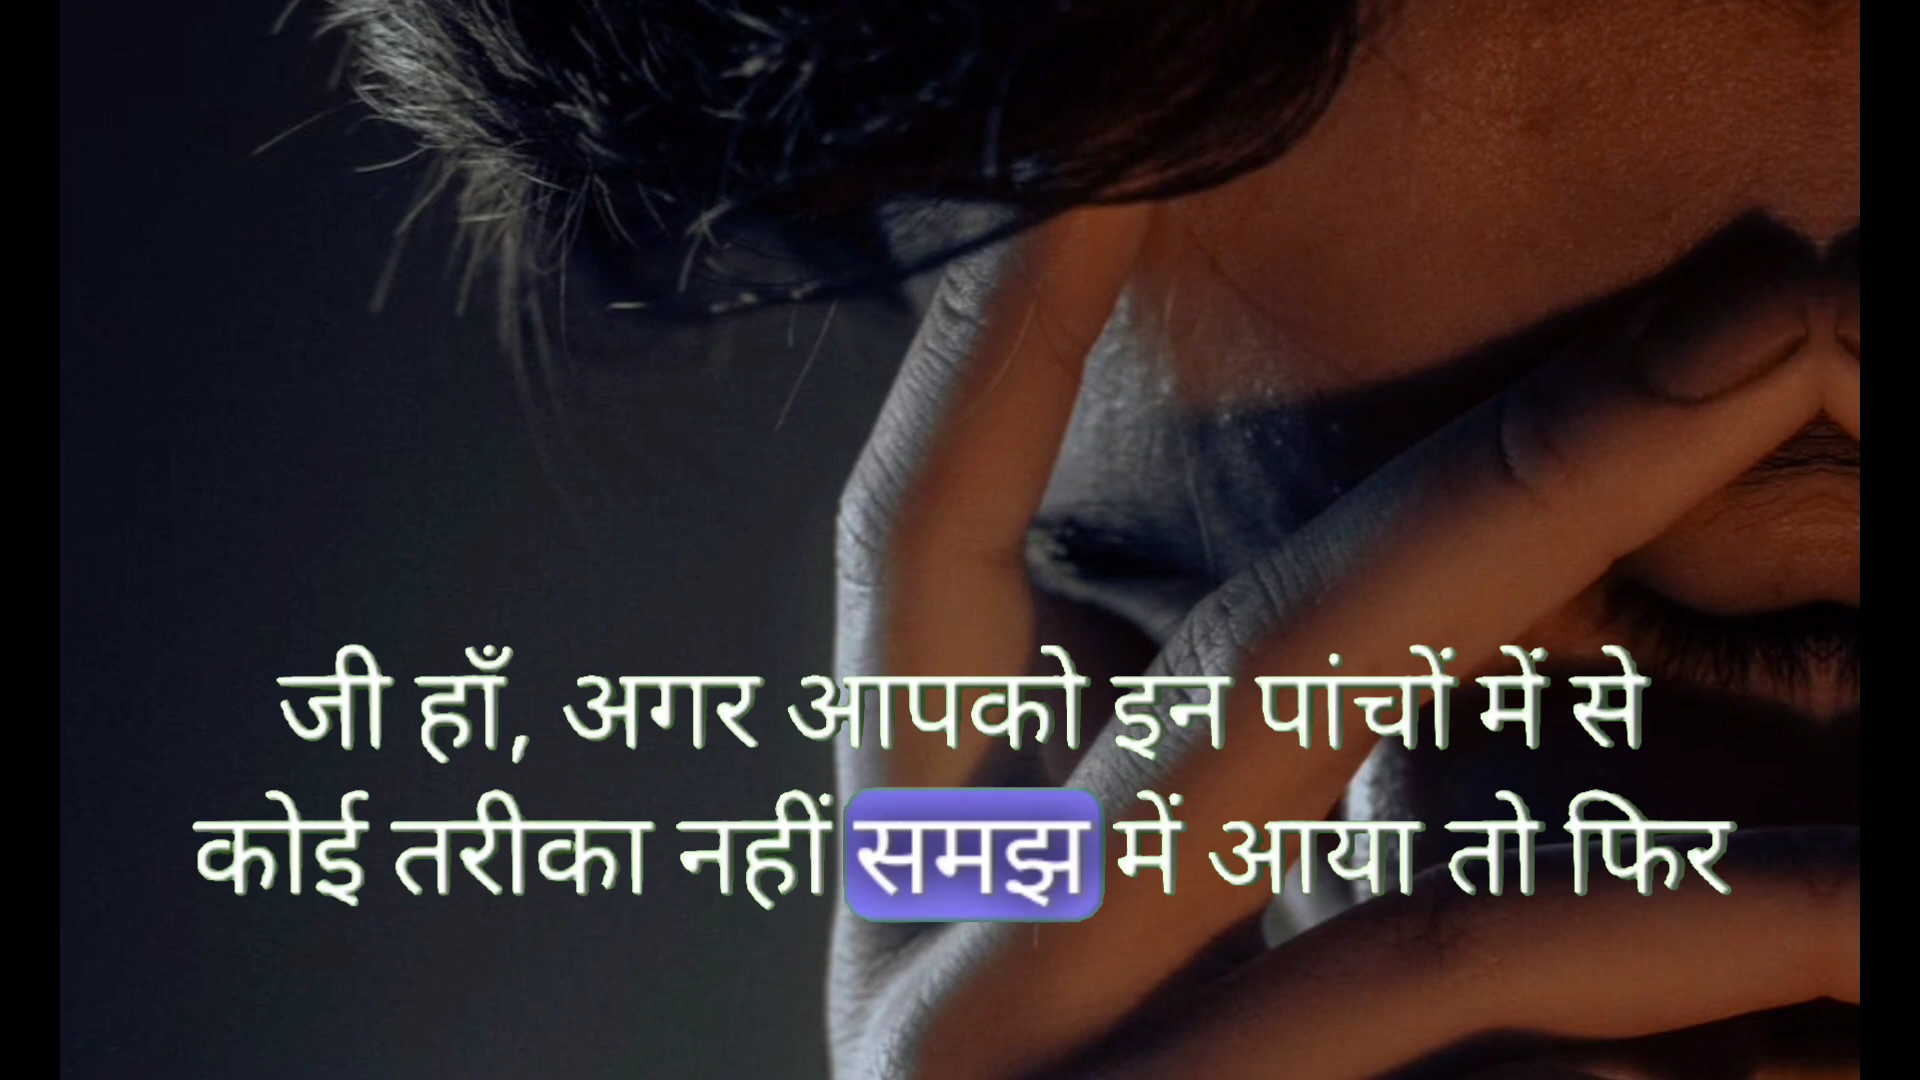 जी हाँ, अगर आपको इन पांचों में से
कोई तरीका नहीं समझ में आया तो फिर